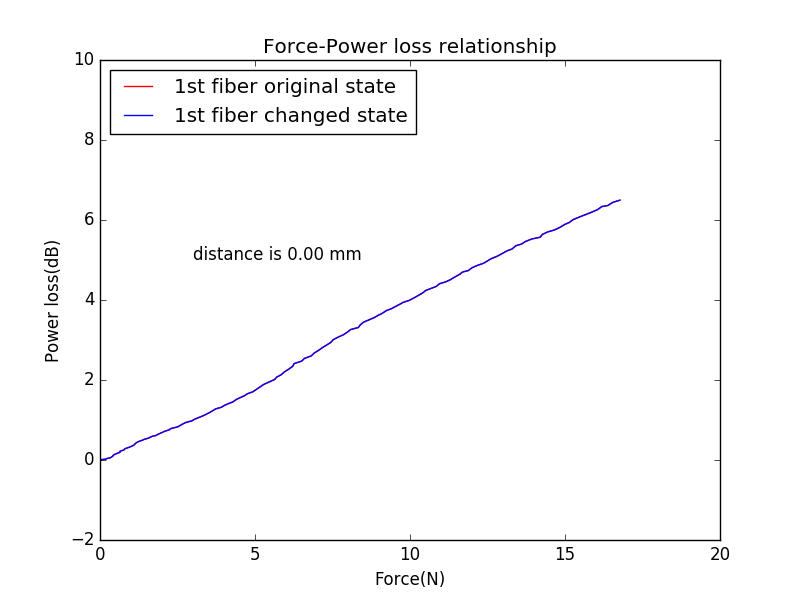 Force-Power loss relationship
10
8
6
4
2
0
−2
1st fiber original state
1st fiber changed state
distance is 0.00 mm
Power loss(dB)
0 5 10 15 20
Force(N)